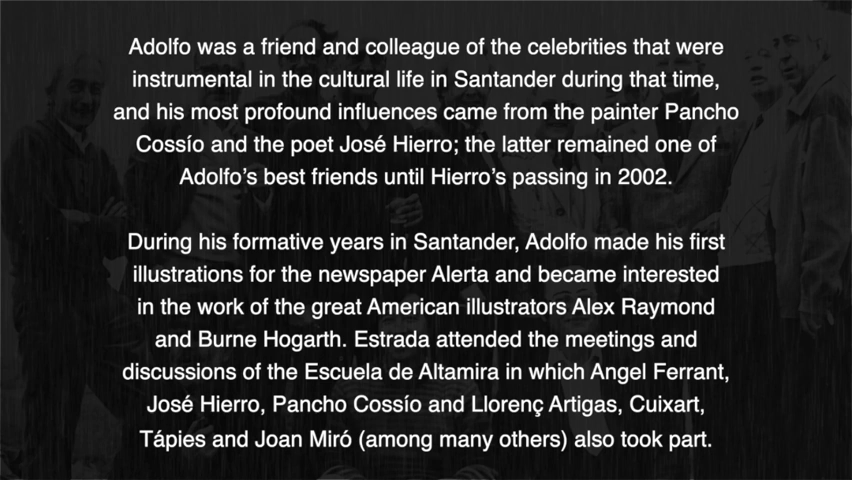 Adolfo was a friend and colleague of the celebrities that were
instrumental in the cultural life in Santander during that time,
and his most profound influences came from the painter Pancho
Cossío and the poet José Hierro; the latter remained one of
Adolfo’s best friends until Hierro’s passing in 2002.
During his formative years in Santander, Adolfo made his first
illustrations for the newspaper Alerta and became interested
in the work of the great American illustrators Alex Raymond
and Burne Hogarth. Estrada attended the meetings and
discussions of the Escuela de Altamira in which Angel Ferrant,
José Hierro, Pancho Cossío and Llorenç Artigas, Cuixart,
Tápies and Joan Miró (among many others) also took part.